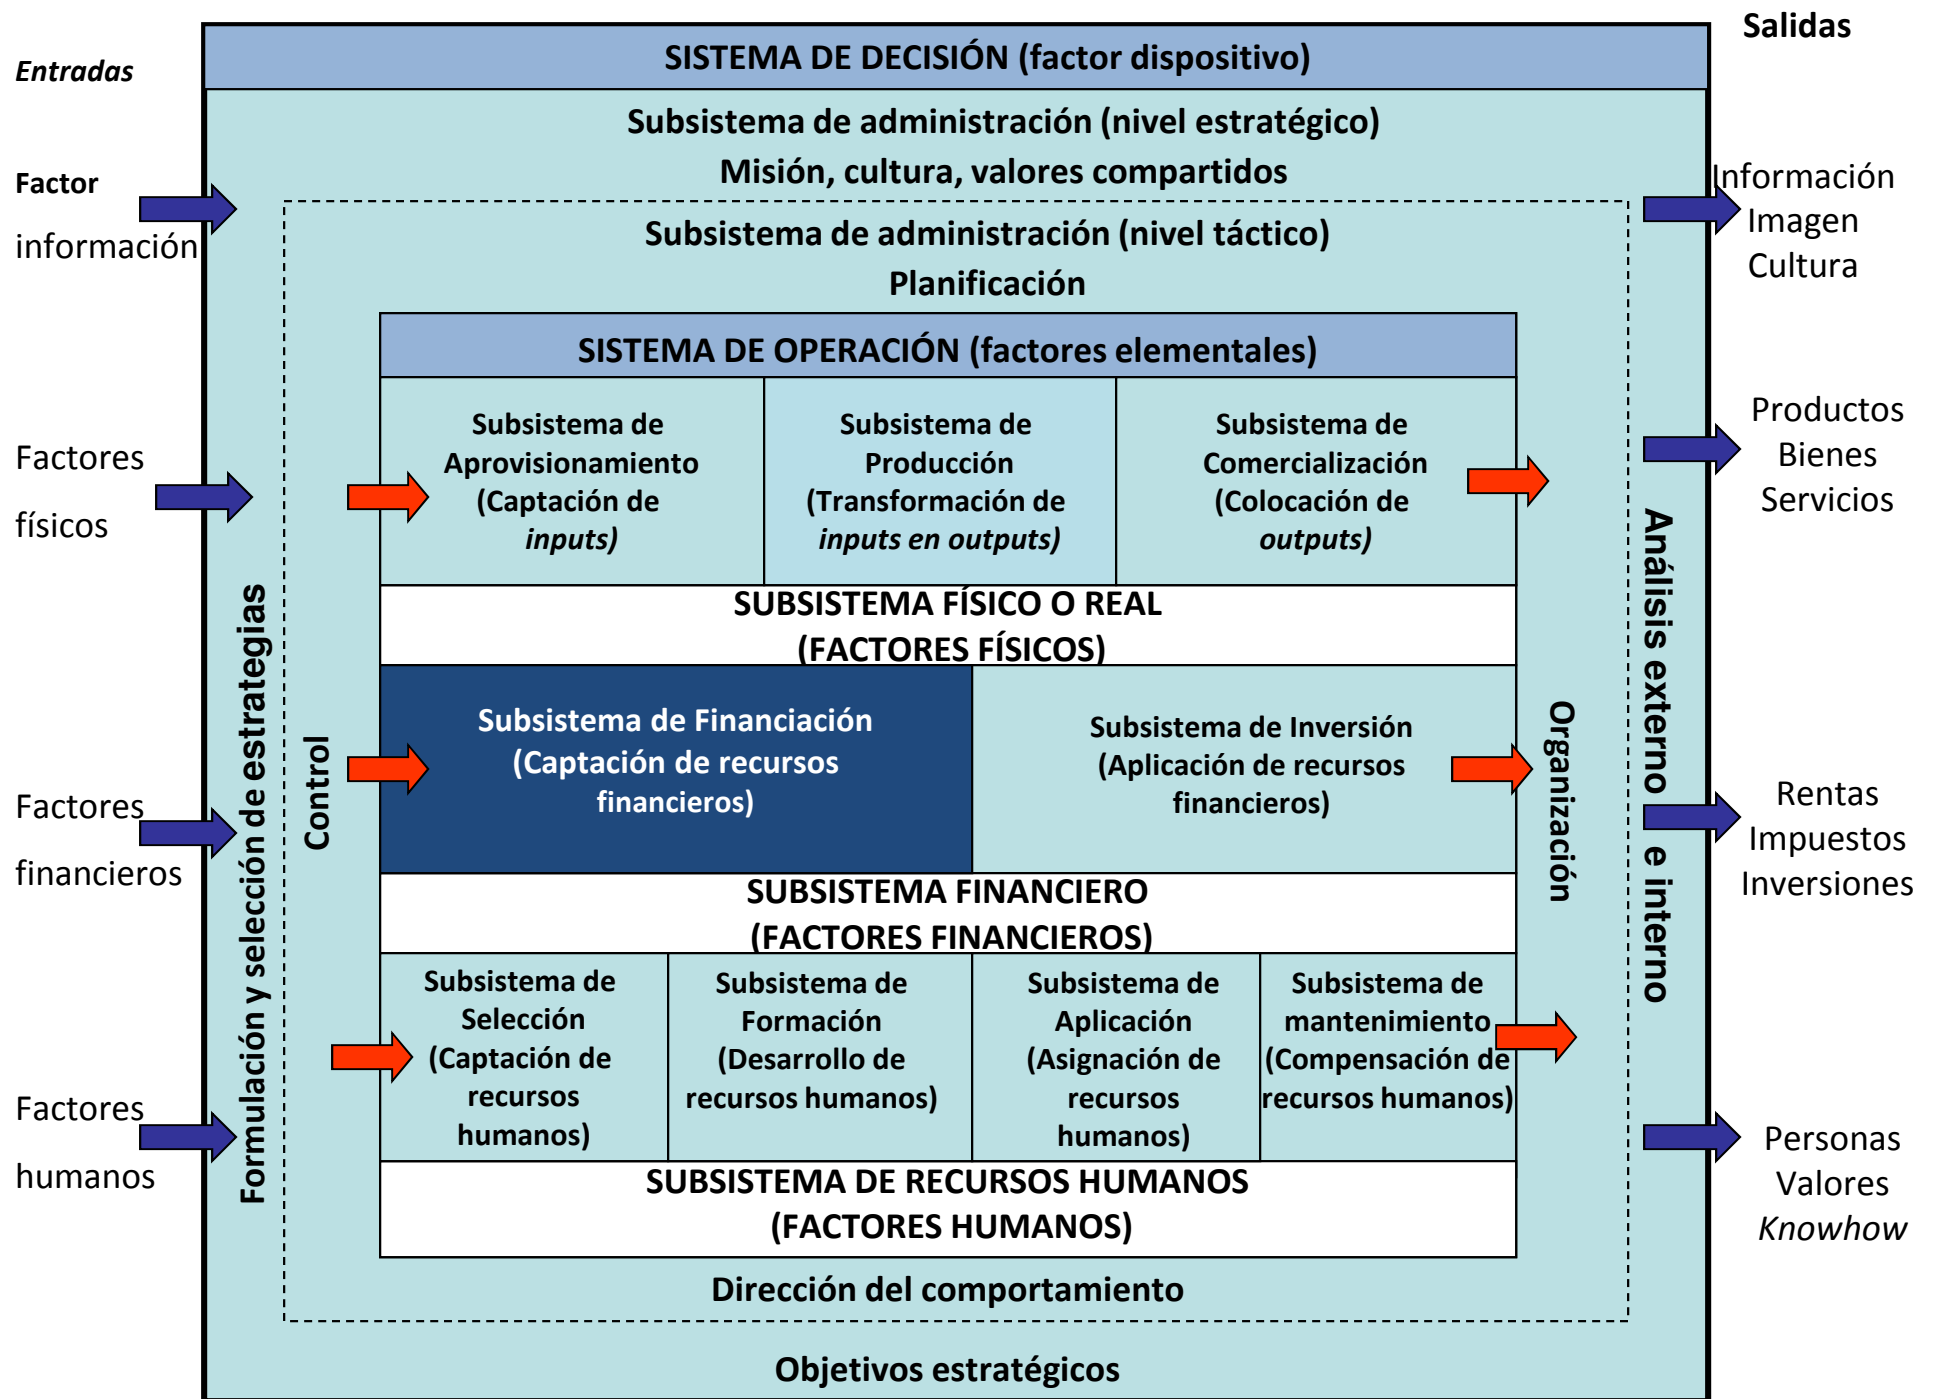 Salidas
Entradas
SISTEMA DE DECISIÓN (factor dispositivo)
Subsistema de administración (nivel estratégico)
Misión, cultura, valores compartidos
Factor
información
Información
Imagen
Cultura
Subsistema de administración (nivel táctico)
Planificación
SISTEMA DE OPERACIÓN (factores elementales)
Factores
físicos
Subsistema de
Aprovisionamiento
(Captación de
inputs)
Subsistema de
Producción
(Transformación de
inputs en outputs)
Subsistema de
Comercialización
(Colocación de
outputs)
Productos
Bienes
Servicios
SUBSISTEMA FÍSICO O REAL
(FACTORES FÍSICOS)
Formulación y selección de estrategias
Control
Subsistema de Financiación
(Captación de recursos
financieros)
Subsistema de Inversión
(Aplicación de recursos
financieros)
Organización
Análisis externo e interno
Factores
financieros
Rentas
Impuestos
Inversiones
SUBSISTEMA FINANCIERO
(FACTORES FINANCIEROS)
Subsistema de
Selección
(Captación de
recursos
humanos)
Subsistema de
Formación
(Desarrollo de
recursos humanos)
Subsistema de
Aplicación
(Asignación de
recursos
humanos)
Subsistema de
mantenimiento
(Compensación de
recursos humanos)
Factores
humanos
Personas
Valores
Knowhow
SUBSISTEMA DE RECURSOS HUMANOS
(FACTORES HUMANOS)
Dirección del comportamiento
Objetivos estratégicos